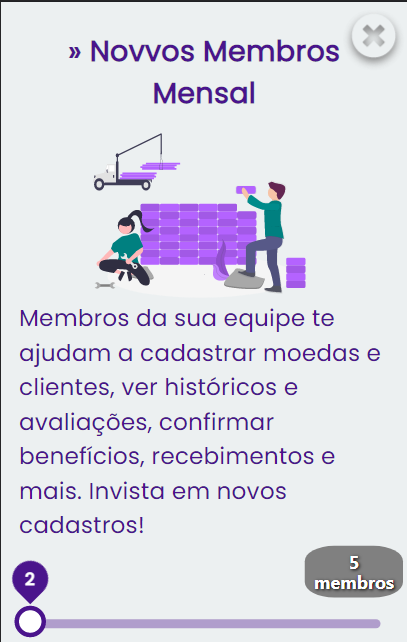 » Novvos Membros
Mensal
Membros da sua equipe te
ajudam a cadastrar moedas e
clientes, ver históricos e
avaliações, confirmar
benefícios, recebimentos e
mais. Invista em novos
cadastros!
5
membros
2